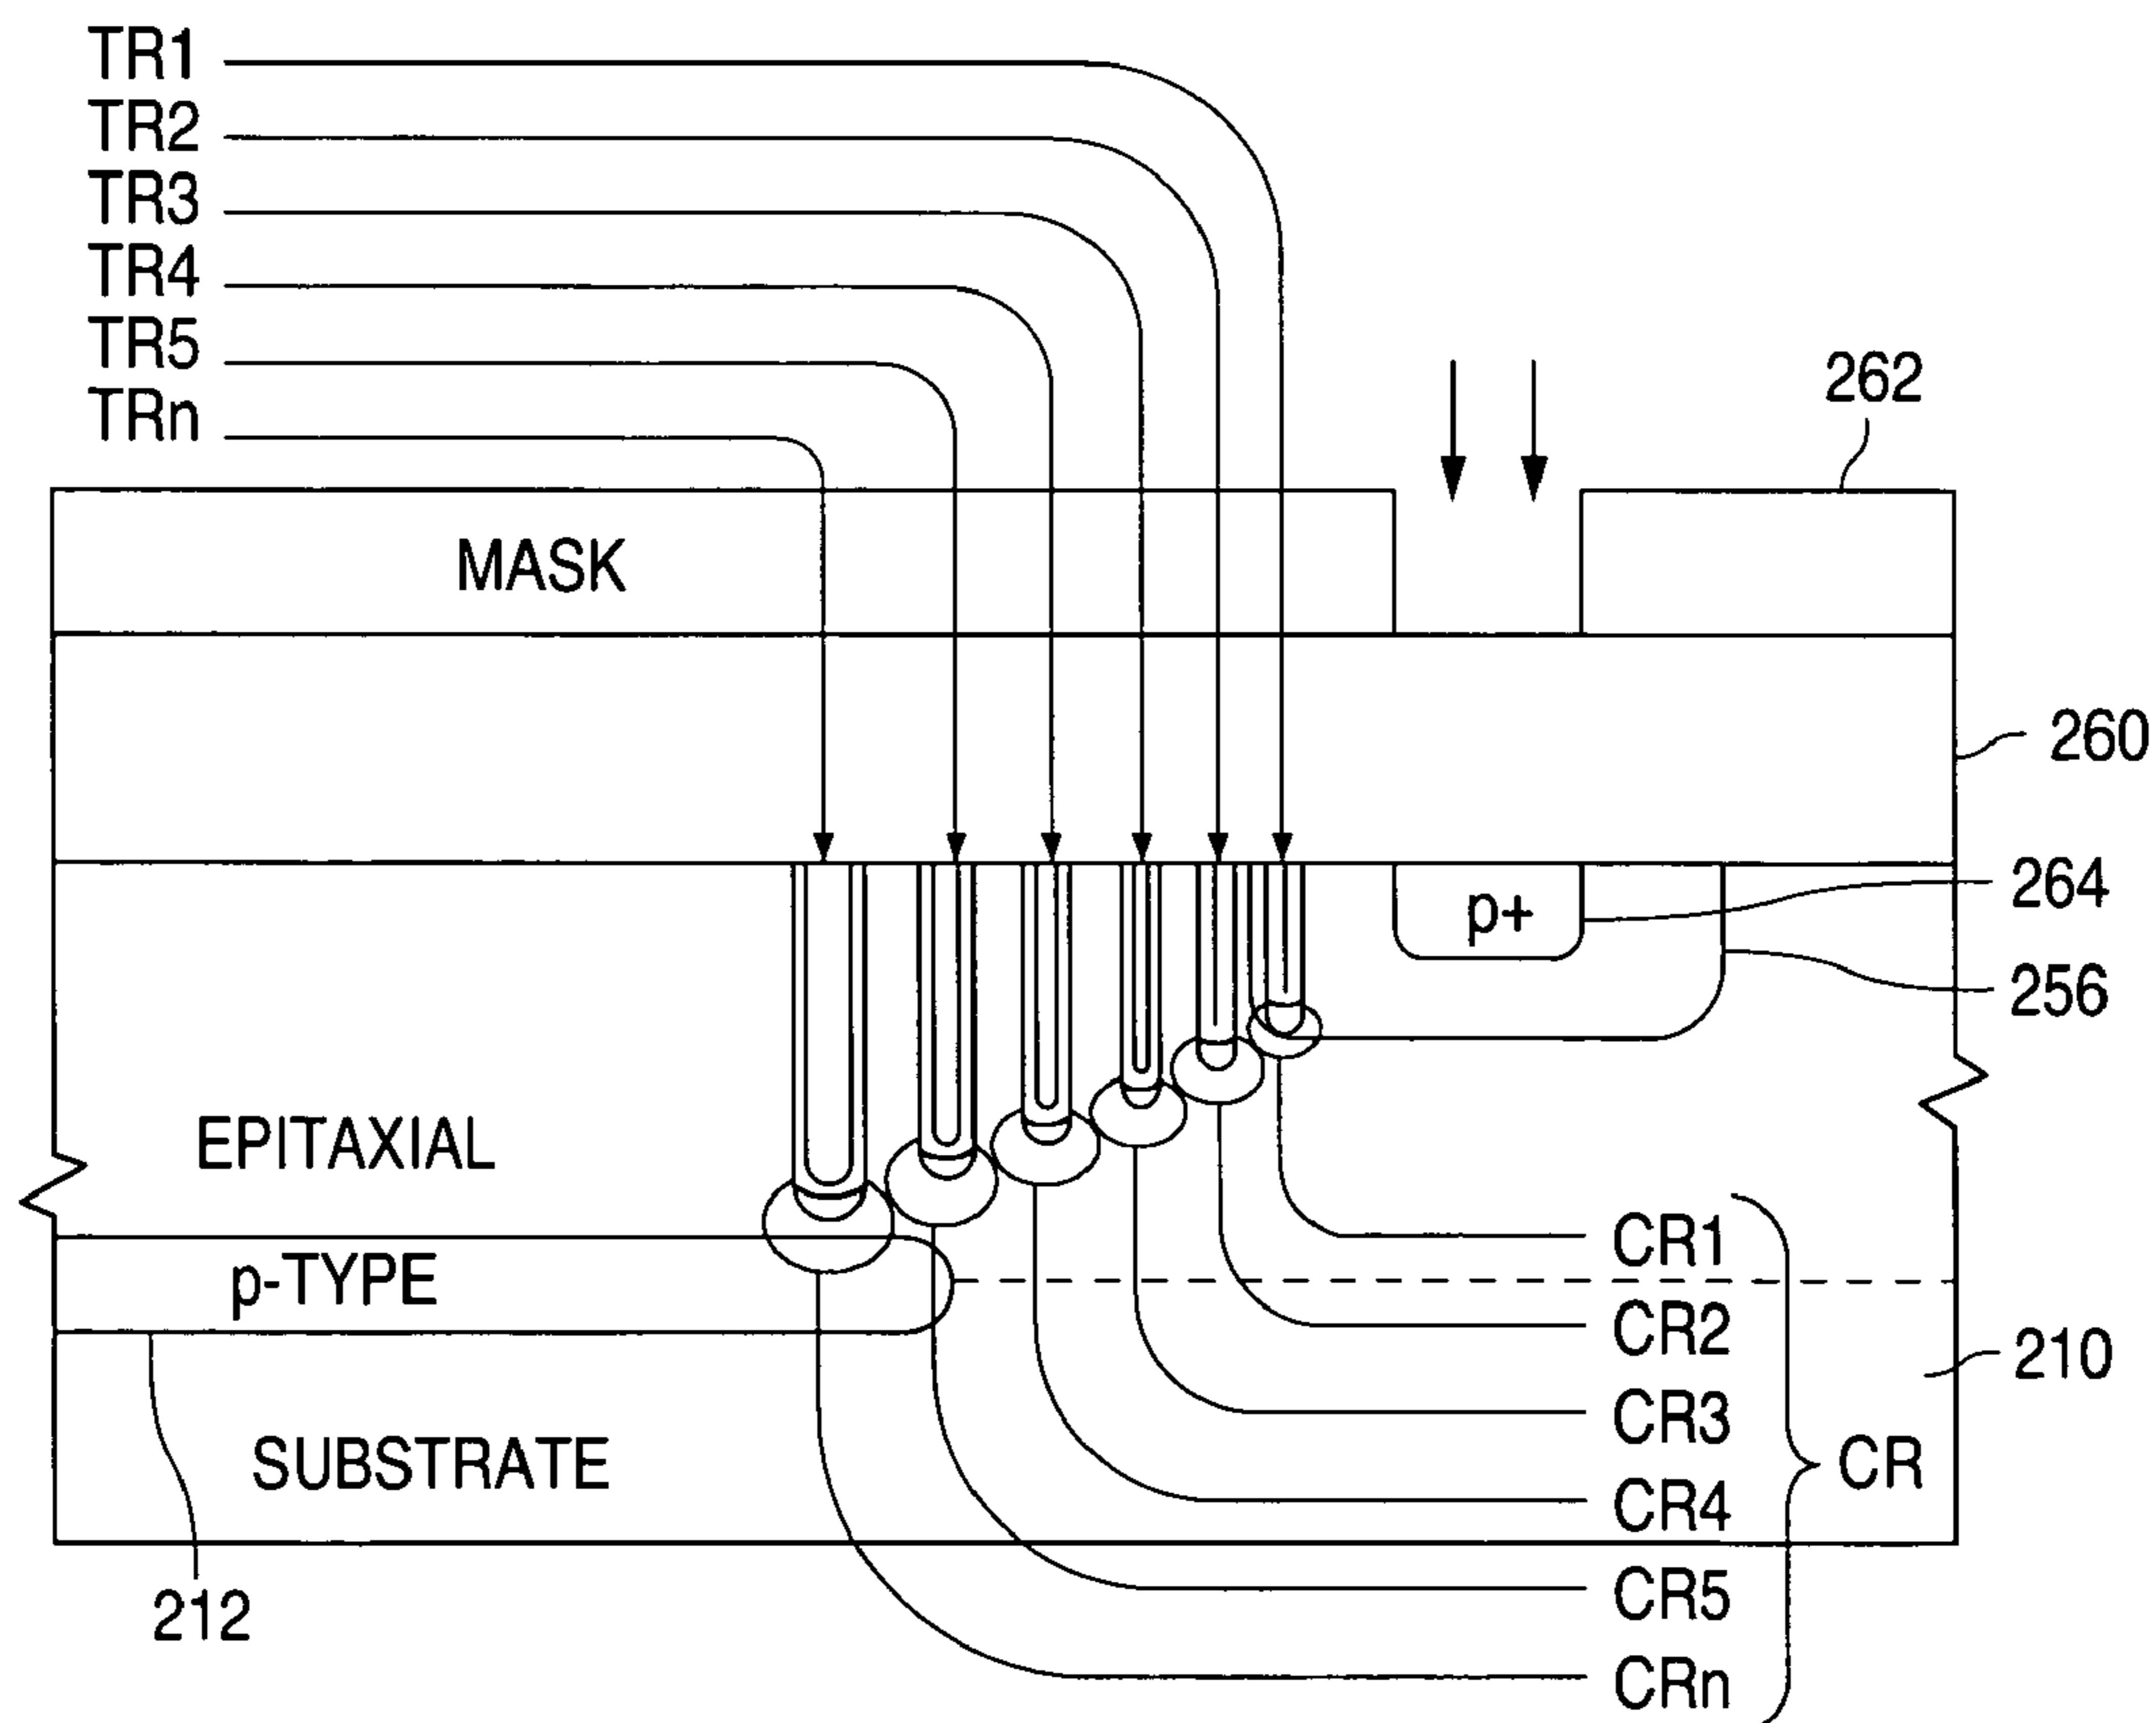 TR1
TR2
TR3
TR4
TR5
TRn
262
MASK
260
264
p+
256
EPITAXIAL
CR1
p-TYPE
CR2
210
CR3
CR
SUBSTRATE
CR4
CR5
212
CRn